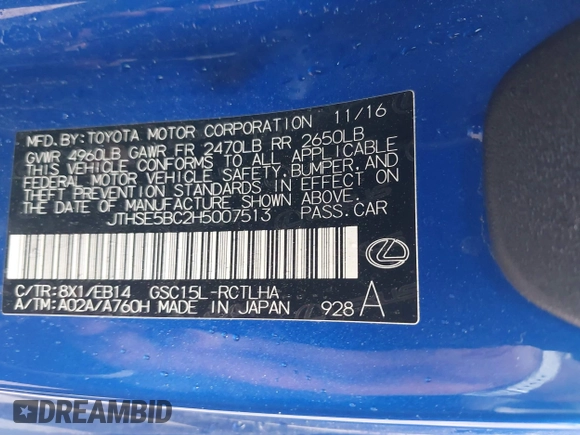 MFD. BY: TOYOTA MOTOR CORPORATION 11/16
GVWR 4960LB GAWR FR 2470LB RR 2650LB
THIS VEHICLE CONFORMS TO ALL APPLICABLE
FEDERAL MOTOR VEHICLE SAFETY, BUMPER, AND
THEFT PREVENTION STANDARDS IN EFFECT ON
THE DATE OF MANUFACTURE SHOWN ABOVE.
JTHSE5BC2H5007513 PASS. CAR
C/TR: 8X1/EB14 GSC15L-RCTLHA
A/TM: A02A/A760H MADE IN JAPAN 928 A
DREAMBID